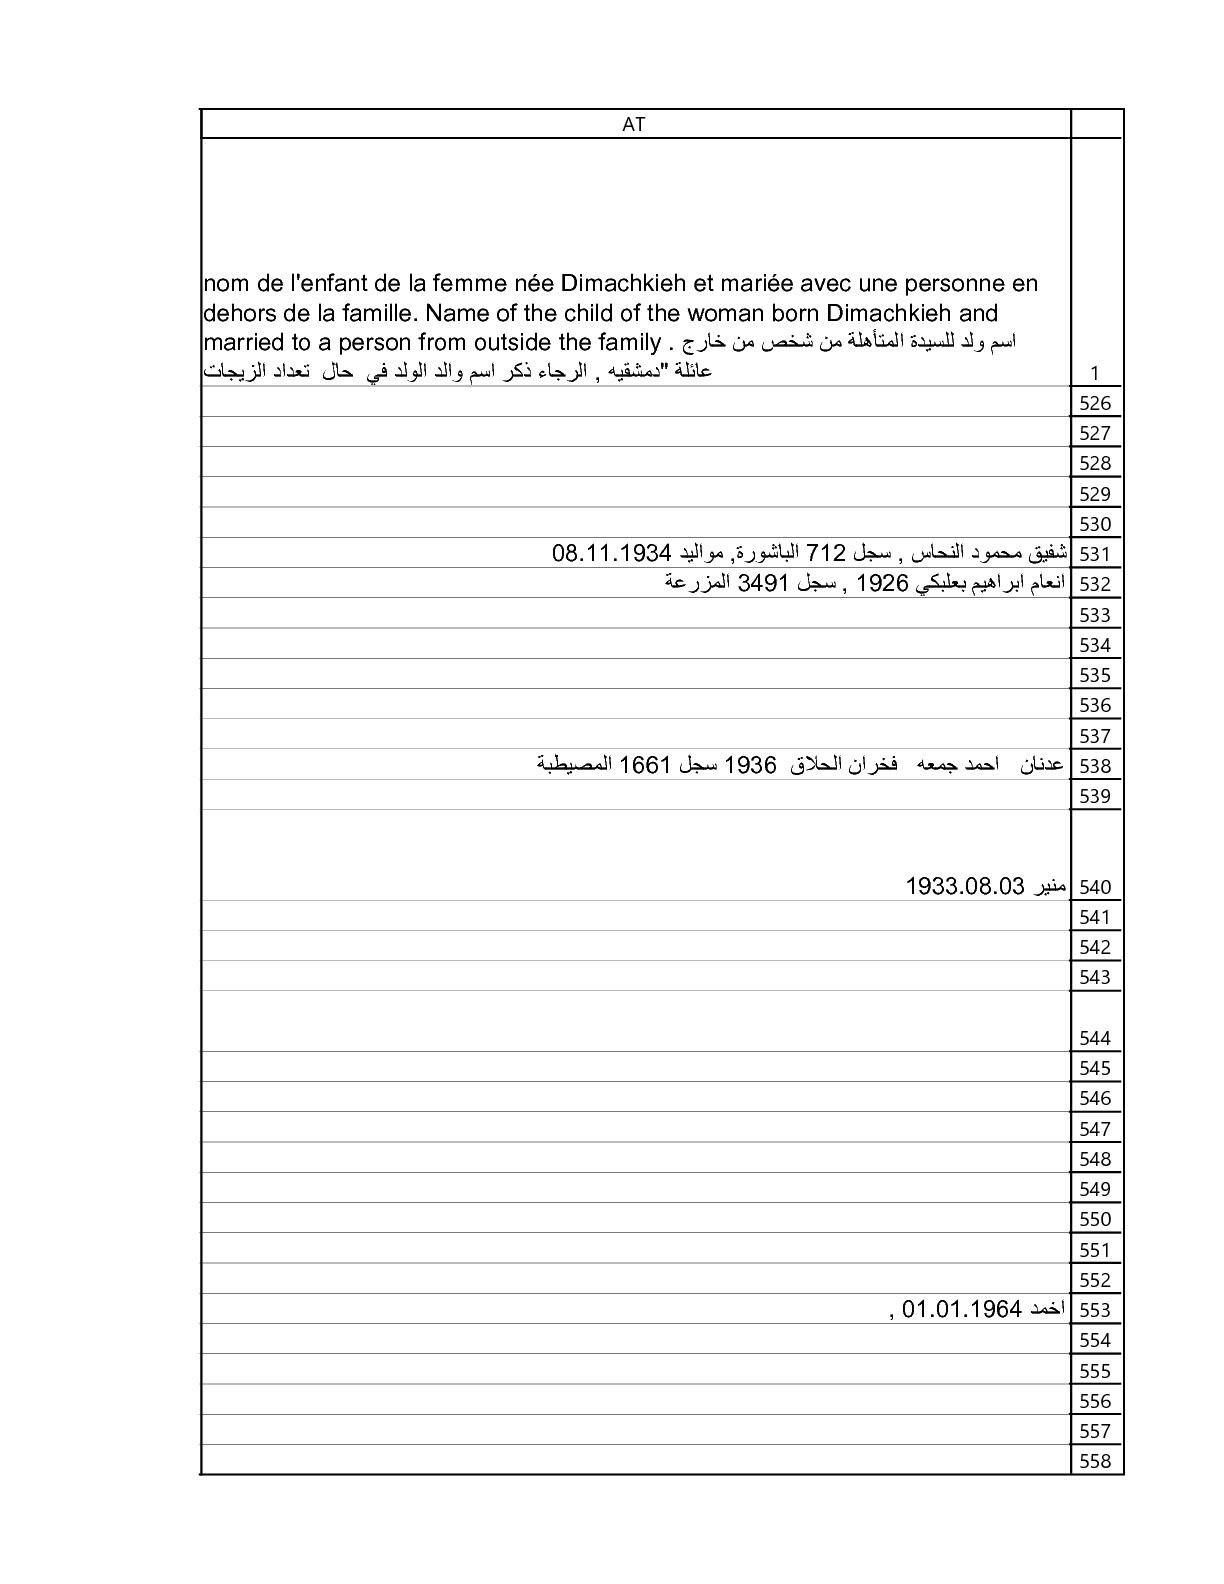 AT
nom de l'enfant de la femme née Dimachkieh et mariée avec une personne en
dehors de la famille. Name of the child of the woman born Dimachkieh and
married to a person from outside the family . اسم ولد للسيدة المتأهلة من شخص من خارج
عائلة "دمشقيه , الرجاء ذكر اسم والد الولد في حال تعداد الزيجات
1
526
527
528
529
530
شفيق محمود النحاس , سجل 712 الباشورة, مواليد 08.11.1934 531
انعام ابراهيم بعلبكي 1926 , سجل 3491 المزرعة 532
533
534
535
536
537
عدنان احمد جمعه فخران الحلاق 1936 سجل 1661 المصيطبة 538
539
منير 1933.08.03 540
541
542
543
544
545
546
547
548
549
550
551
552
اخمد 01.01.1964 , 553
554
555
556
557
558